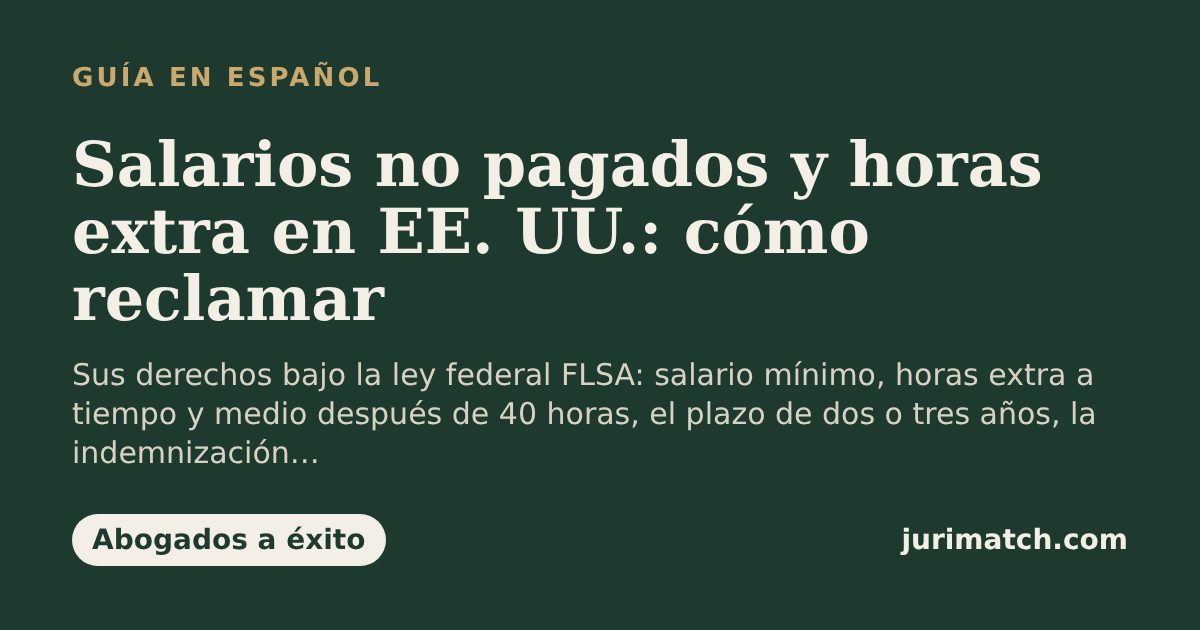 GUÍA EN ESPAÑOL
Salarios no pagados y horas
extra en EE. UU.: cómo
reclamar
Sus derechos bajo la ley federal FLSA: salario mínimo, horas extra a
tiempo y medio después de 40 horas, el plazo de dos o tres años, la
indemnización…
Abogados a éxito
jurimatch.com